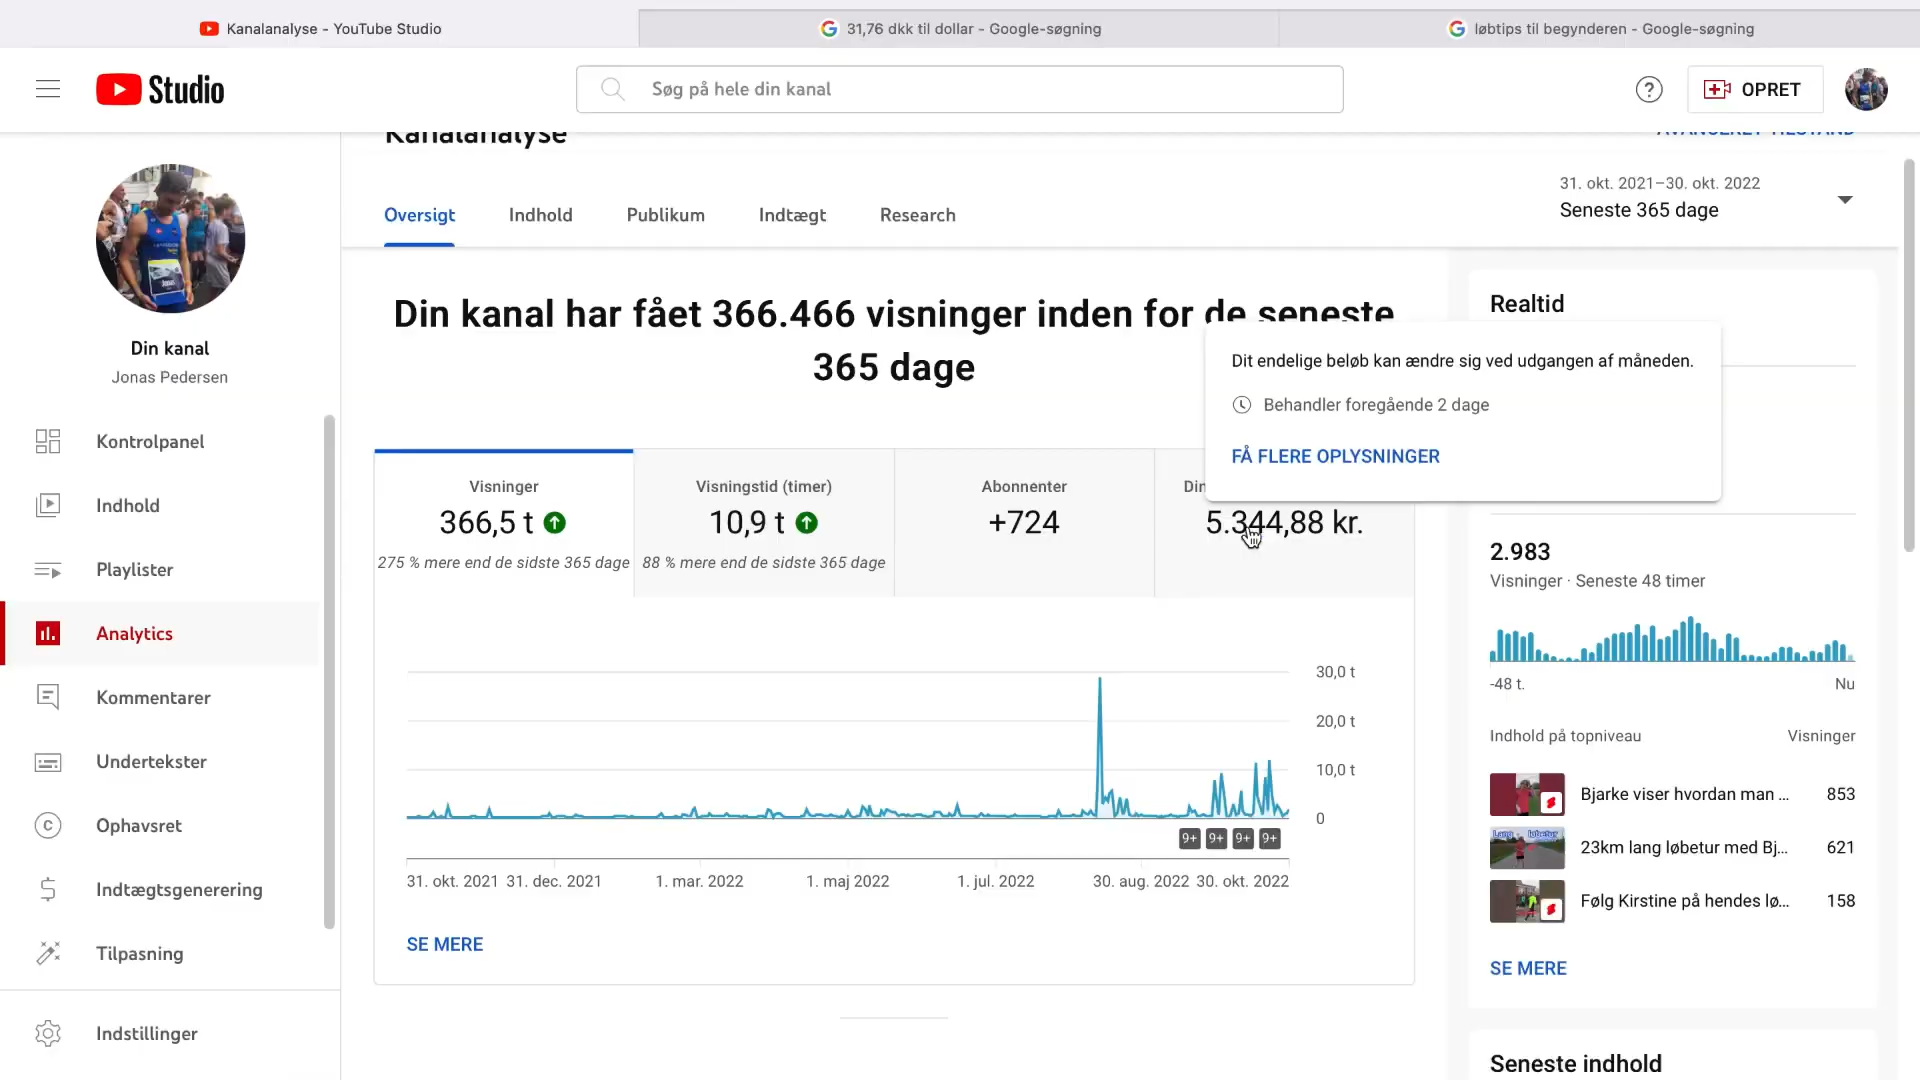 Kanalanalyse - YouTube Studio
31,76 dkk til dollar - Google-søgning
løbtips til begynderen - Google-søgning
Studio
Søg på hele din kanal
?
OPRET
Kanalanalyse
AVANCERET TILSTAND
31. okt. 2021–30. okt. 2022
Seneste 365 dage
Oversigt
Indhold
Publikum
Indtægt
Research
Din kanal
Jonas Pedersen
Kontrolpanel
Indhold
Playlister
Analytics
Kommentarer
Undertekster
Ophavsret
Indtægtsgenerering
Tilpasning
Indstillinger
Din kanal har fået 366.466 visninger inden for de seneste
365 dage
Dit endelige beløb kan ændre sig ved udgangen af måneden.
Behandler foregående 2 dage
FÅ FLERE OPLYSNINGER
Visninger
366,5 t
275 % mere end de sidste 365 dage
Visningstid (timer)
10,9 t
88 % mere end de sidste 365 dage
Abonnenter
+724
Din
5.344,88 kr.
30,0 t
20,0 t
10,0 t
0
9+ 9+ 9+ 9+
31. okt. 2021 31. dec. 2021 1. mar. 2022 1. maj 2022 1. jul. 2022 30. aug. 2022 30. okt. 2022
SE MERE
Realtid
2.983
Visninger · Seneste 48 timer
-48 t.
Nu
Indhold på topniveau
Visninger
Bjarke viser hvordan man ...
853
23km lang løbetur med Bj...
621
Følg Kirstine på hendes lø...
158
SE MERE
Seneste indhold